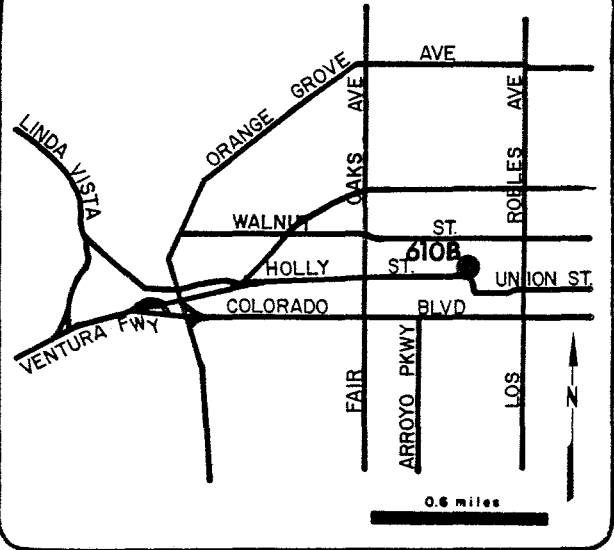 AVE
ORANGE GROVE
AVE
AVE
LINDA VISTA
OAKS
ROBLES
WALNUT
ST.
610B
HOLLY
ST.
UNION ST.
COLORADO
BLVD
VENTURA FWY
FAIR
ARROYO PKWY
LOS
N
0.6 miles